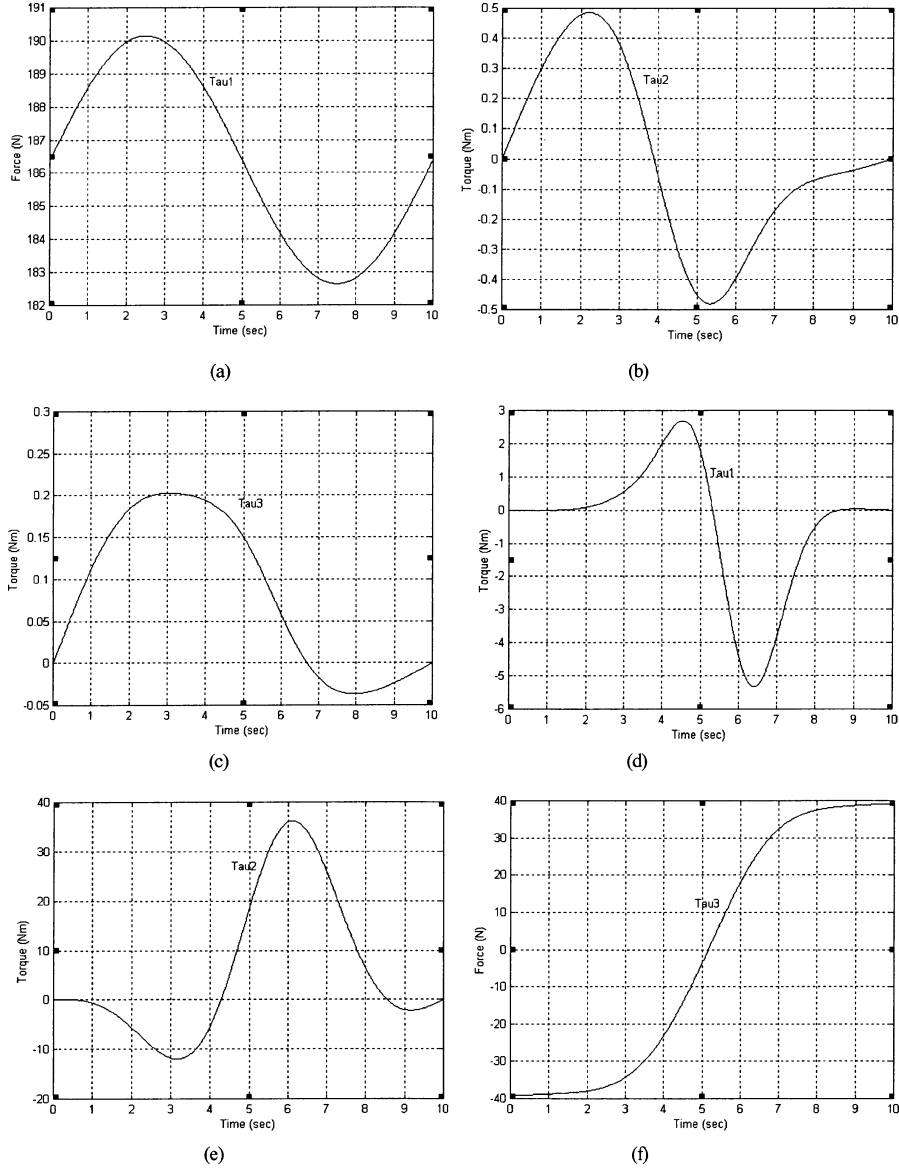 191
190
189
188
187
186
185
184
183
182
Force (N)
Tau1
0 1 2 3 4 5 6 7 8 9 10
Time (sec)
(a)
0.5
0.4
0.3
0.2
0.1
0
-0.1
-0.2
-0.3
-0.4
-0.5
Torque (Nm)
Tau2
0 1 2 3 4 5 6 7 8 9 10
Time (sec)
(b)
0.3
0.25
0.2
0.15
0.1
0.05
0
-0.05
Torque (Nm)
Tau3
0 1 2 3 4 5 6 7 8 9 10
Time (sec)
(c)
3
2
1
0
-1
-2
-3
-4
-5
-6
Torque (Nm)
Tau1
0 1 2 3 4 5 6 7 8 9 10
Time (sec)
(d)
40
30
20
10
0
-10
-20
Torque (Nm)
Tau2
0 1 2 3 4 5 6 7 8 9 10
Time (sec)
(e)
40
30
20
10
0
-10
-20
-30
-40
Force (N)
Tau3
0 1 2 3 4 5 6 7 8 9 10
Time (sec)
(f)